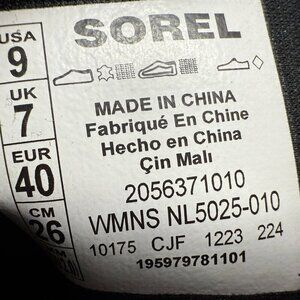 USA
9
UK
7
EUR
40
CM
26
SOREL
MADE IN CHINA
Fabriqué En Chine
Hecho en China
Çin Malı
2056371010
WMNS NL5025-010
10175 CJF 1223 224
195979781101